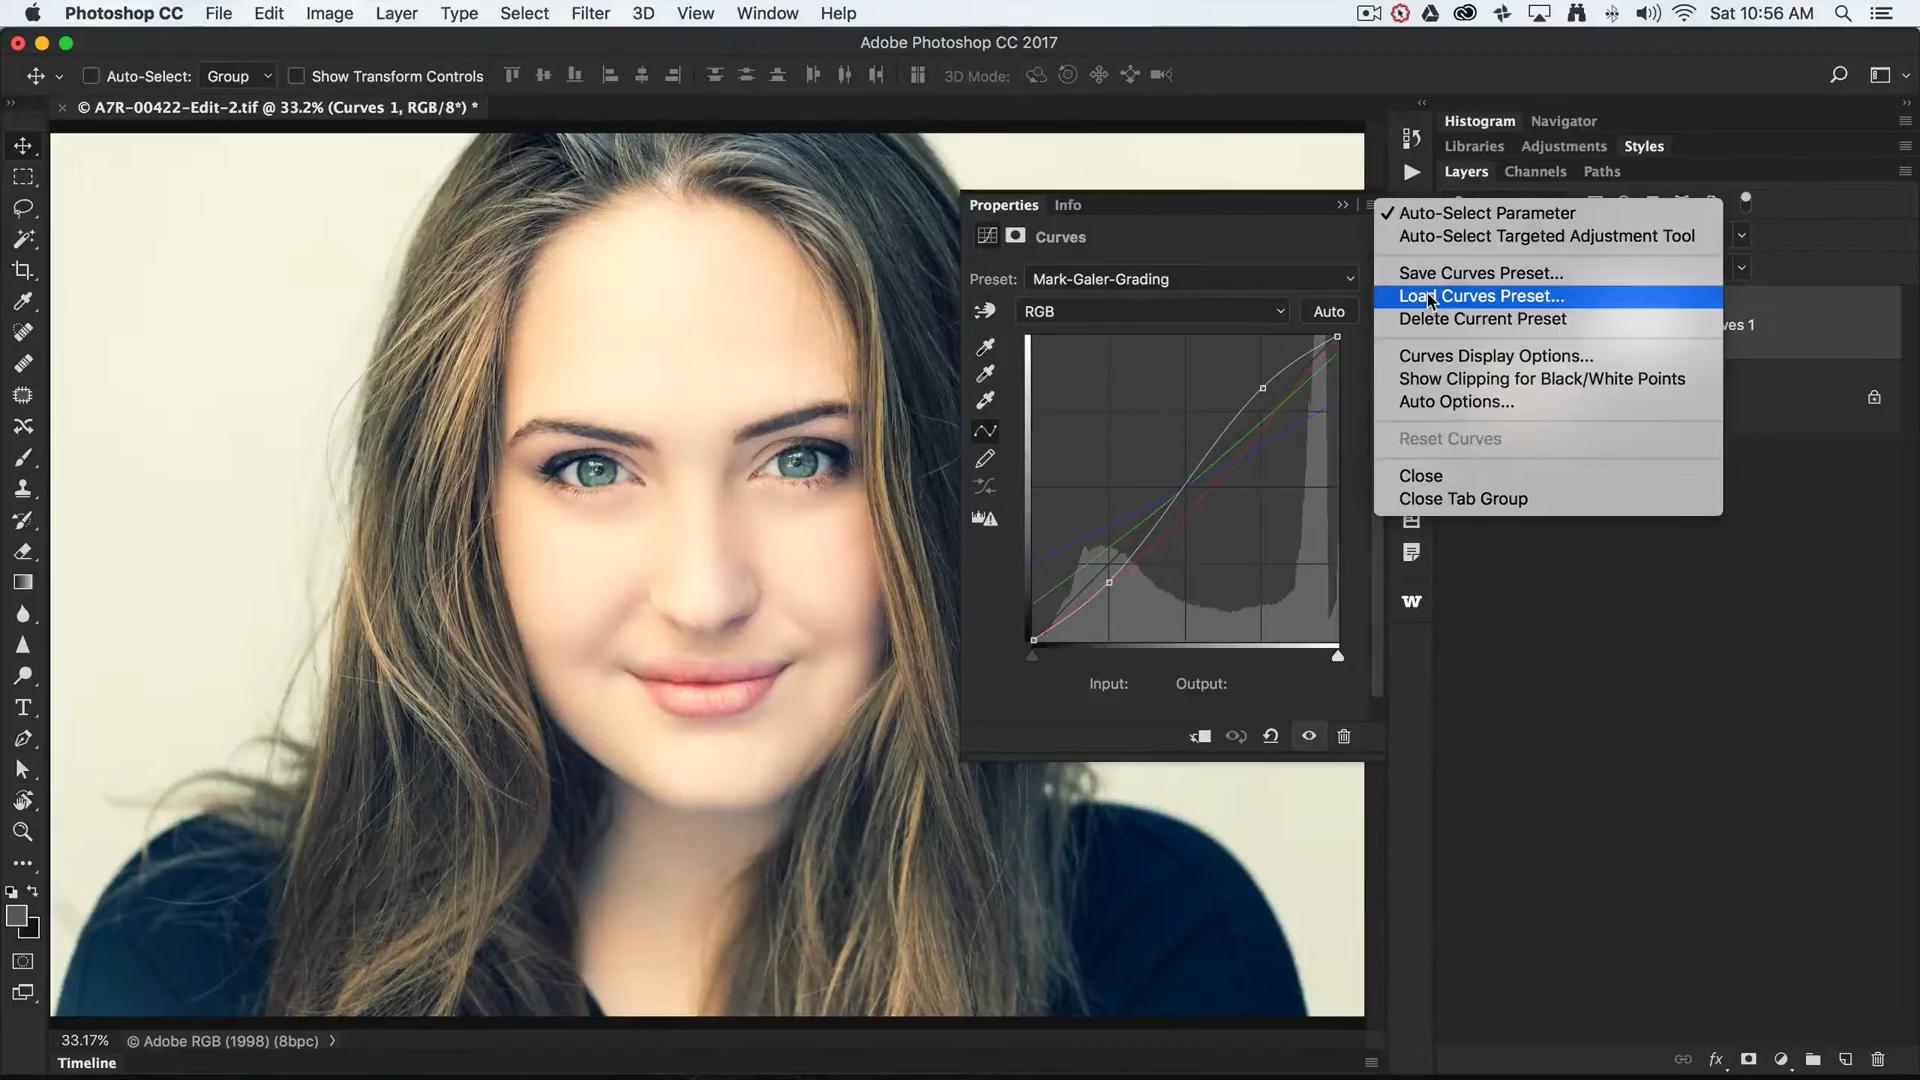 Photoshop CC File Edit Image Layer Type Select Filter 3D View Window Help Sat 10:56 AM
Adobe Photoshop CC 2017
Auto-Select: Group Show Transform Controls 3D Mode:
© A7R-00422-Edit-2.tif @ 33.2% (Curves 1, RGB/8*) *
Histogram Navigator
Libraries Adjustments Styles
Layers Channels Paths
Properties Info
Curves
Preset: Mark-Galer-Grading
RGB Auto
Input: Output:
✓ Auto-Select Parameter
Auto-Select Targeted Adjustment Tool
Save Curves Preset...
Load Curves Preset...
Delete Current Preset
Curves Display Options...
Show Clipping for Black/White Points
Auto Options...
Reset Curves
Close
Close Tab Group
ves 1
W
33.17% © Adobe RGB (1998) (8bpc)
Timeline
fx